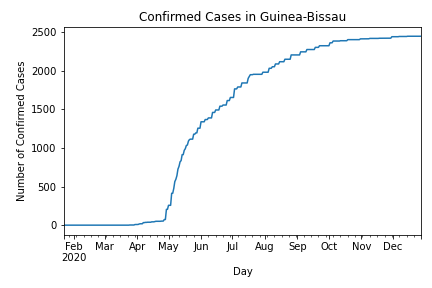 Confirmed Cases in Guinea-Bissau
Number of Confirmed Cases
2500
2000
1500
1000
500
0
Feb Mar Apr May Jun Jul Aug Sep Oct Nov Dec
2020
Day